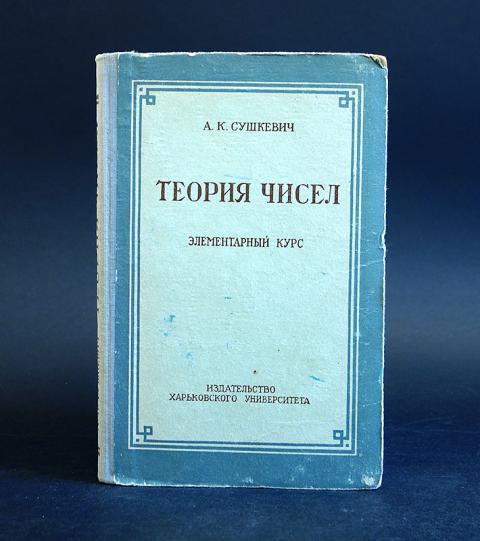 А. К. СУШКЕВИЧ
ТЕОРИЯ ЧИСЕЛ
ЭЛЕМЕНТАРНЫЙ КУРС
ИЗДАТЕЛЬСТВО
ХАРЬКОВСКОГО УНИВЕРСИТЕТА